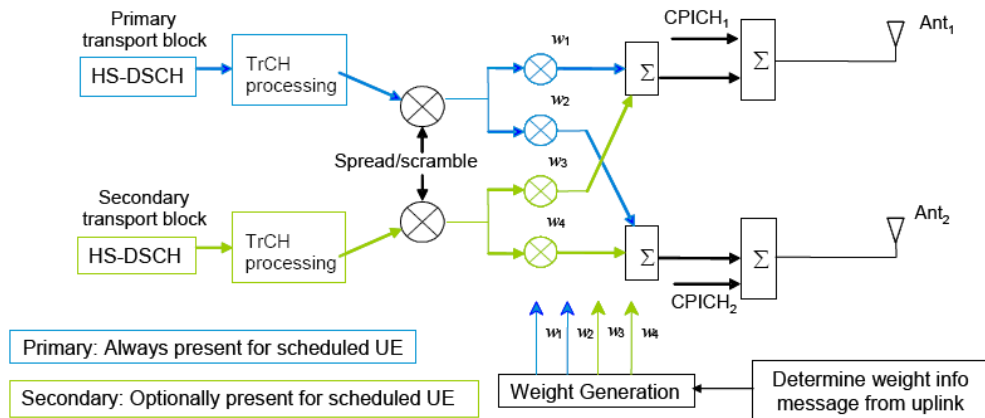 Primary
transport block
HS-DSCH
TrCH
processing
w1
w2
Σ
CPICH1
Σ
Ant1
Spread/scramble
Secondary
transport block
HS-DSCH
TrCH
processing
w3
w4
Σ
CPICH2
Σ
Ant2
w1
w2
w3
w4
Weight Generation
Determine weight info
message from uplink
Primary: Always present for scheduled UE
Secondary: Optionally present for scheduled UE